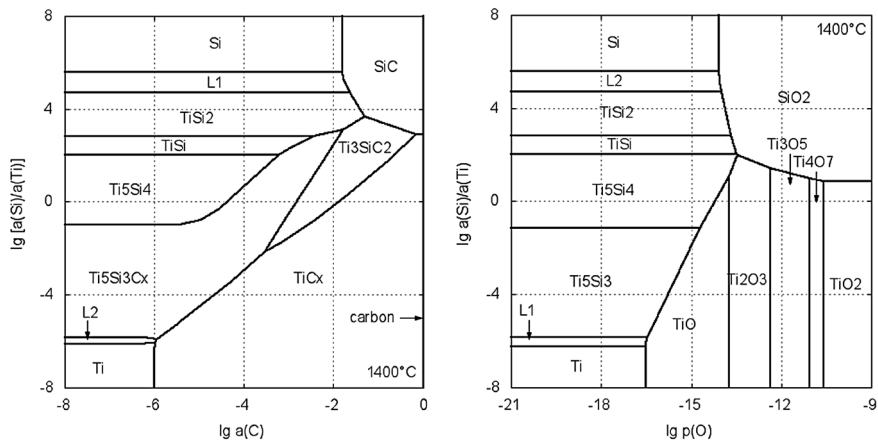 8
4
0
-4
-8
lg [a(Si)/a(Ti)]
Si
L1
TiSi2
TiSi
Ti5Si4
Ti5Si3Cx
L2
Ti
SiC
Ti3SiC2
TiCx
carbon
1400°C
-8
-6
-4
-2
0
lg a(C)
8
4
0
-4
-8
lg a(Si)/a(Ti)
1400°C
Si
L2
TiSi2
TiSi
Ti5Si4
Ti5Si3
L1
Ti
SiO2
Ti3O5
Ti4O7
TiO
Ti2O3
TiO2
-21
-18
-15
-12
-9
lg p(O)